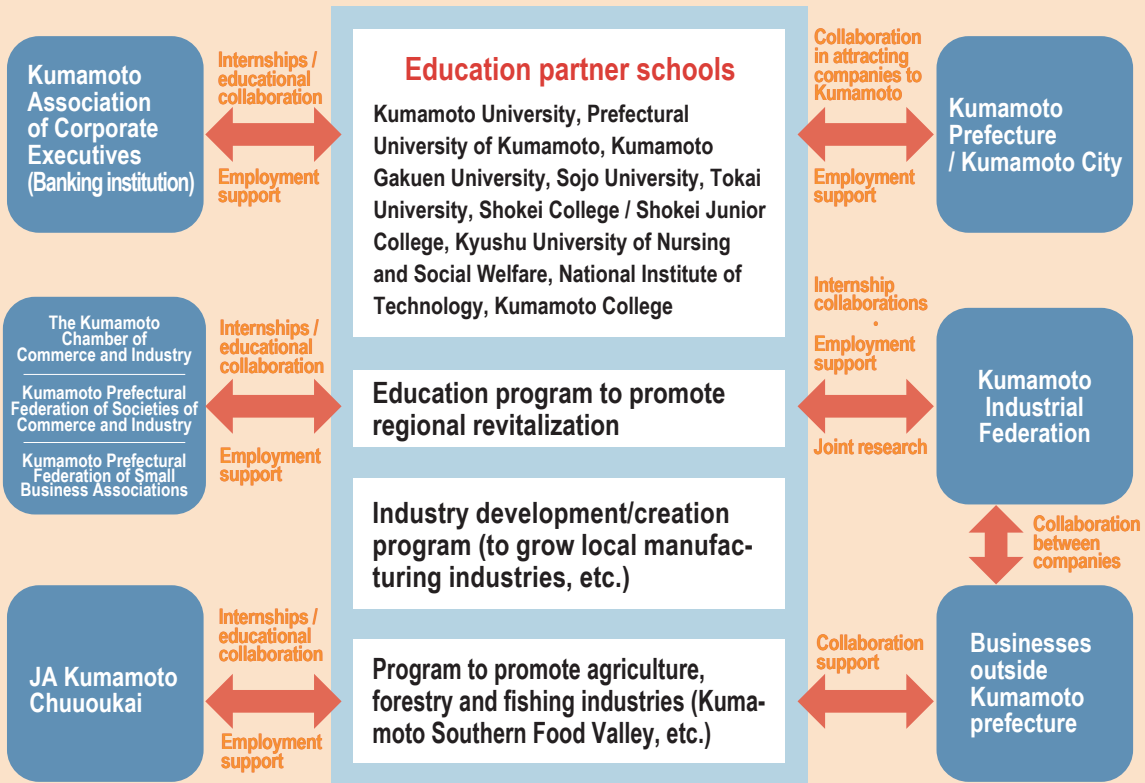 Kumamoto
Association
of Corporate
Executives
(Banking institution)
Internships /
educational
collaboration
Employment
support
Education partner schools
Kumamoto University, Prefectural
University of Kumamoto, Kumamoto
Gakuen University, Sojo University, Tokai
University, Shokei College / Shokei Junior
College, Kyushu University of Nursing
and Social Welfare, National Institute of
Technology, Kumamoto College
Collaboration
in attracting
companies to
Kumamoto
Employment
support
Kumamoto
Prefecture
/ Kumamoto City
The Kumamoto
Chamber of
Commerce and Industry
Kumamoto Prefectural
Federation of Societies of
Commerce and Industry
Kumamoto Prefectural
Federation of Small
Business Associations
Internships /
educational
collaboration
Employment
support
Education program to promote
regional revitalization
Internship
collaborations
・
Employment
support
Joint research
Kumamoto
Industrial
Federation
Industry development/creation
program (to grow local manufac-
turing industries, etc.)
Collaboration
between
companies
JA Kumamoto
Chuuoukai
Internships /
educational
collaboration
Employment
support
Program to promote agriculture,
forestry and fishing industries (Kuma-
moto Southern Food Valley, etc.)
Collaboration
support
Businesses
outside
Kumamoto
prefecture